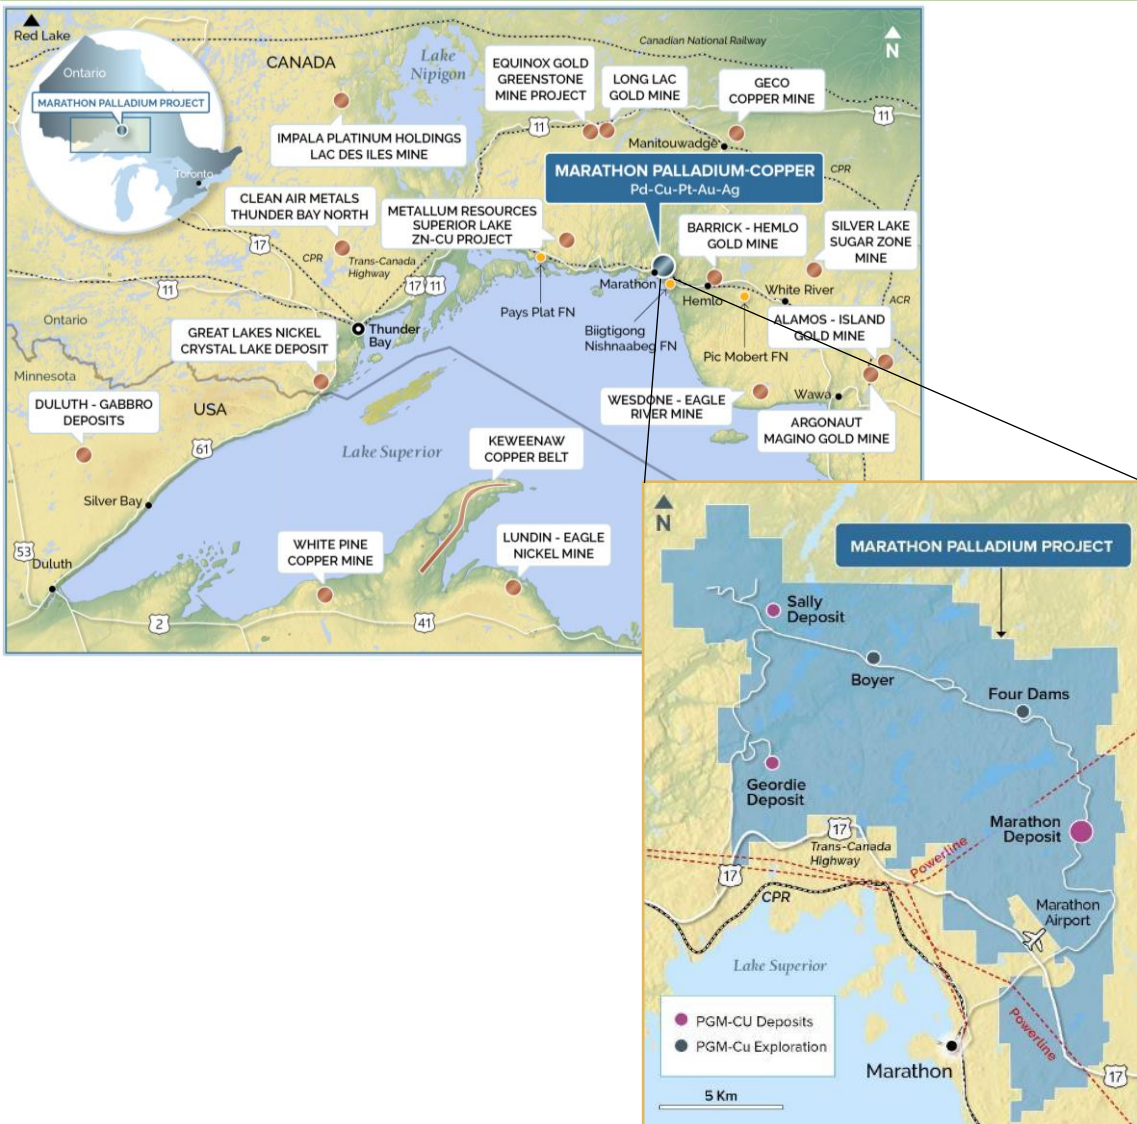 Red Lake
Ontario
MARATHON PALLADIUM PROJECT
Toronto
CANADA
Lake
Nipigon
Canadian National Railway
N
IMPALA PLATINUM HOLDINGS
LAC DES ILES MINE
EQUINOX GOLD
GREENSTONE
MINE PROJECT
LONG LAC
GOLD MINE
GECO
COPPER MINE
11
11
Manitouwadge
CPR
MARATHON PALLADIUM-COPPER
Pd-Cu-Pt-Au-Ag
CLEAN AIR METALS
THUNDER BAY NORTH
METALLUM RESOURCES
SUPERIOR LAKE
ZN-CU PROJECT
BARRICK - HEMLO
GOLD MINE
SILVER LAKE
SUGAR ZONE
MINE
17
CPR
Trans-Canada
Highway
17
11
11
Marathon
Hemlo
White River
ACR
Pays Plat FN
Biigtigong
Nishnaabeg FN
Pic Mobert FN
ALAMOS - ISLAND
GOLD MINE
Ontario
Minnesota
GREAT LAKES NICKEL
CRYSTAL LAKE DEPOSIT
Thunder
Bay
DULUTH - GABBRO
DEPOSITS
USA
WESDONE - EAGLE
RIVER MINE
Wawa
ARGONAUT
MAGINO GOLD MINE
61
Lake Superior
KEWEENAW
COPPER BELT
Silver Bay
53
Duluth
WHITE PINE
COPPER MINE
LUNDIN - EAGLE
NICKEL MINE
2
41
N
MARATHON PALLADIUM PROJECT
Sally
Deposit
Boyer
Four Dams
Geordie
Deposit
Marathon
Deposit
17
Trans-Canada
Highway
Powerline
17
CPR
Marathon
Airport
Lake Superior
PGM-CU Deposits
PGM-Cu Exploration
Powerline
Marathon
17
5 Km